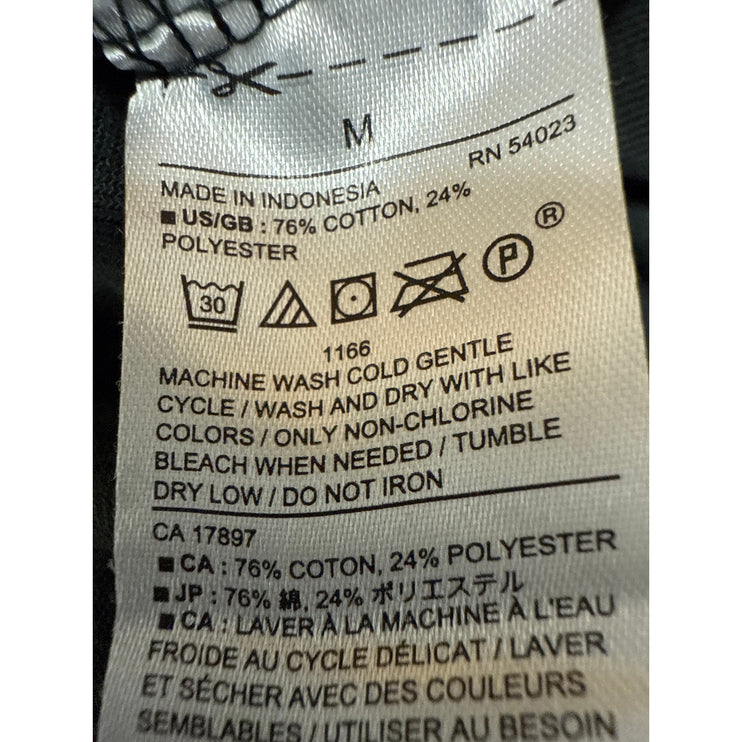 M
RN 54023
MADE IN INDONESIA
■ US/GB : 76% COTTON, 24%
POLYESTER
30 P ®
1166
MACHINE WASH COLD GENTLE
CYCLE / WASH AND DRY WITH LIKE
COLORS / ONLY NON-CHLORINE
BLEACH WHEN NEEDED / TUMBLE
DRY LOW / DO NOT IRON
CA 17897
■ CA : 76% COTON, 24% POLYESTER
■ JP : 76% 綿, 24% ポリエステル
■ CA : LAVER À LA MACHINE À L'EAU
FROIDE AU CYCLE DÉLICAT / LAVER
ET SÉCHER AVEC DES COULEURS
SEMBLABLES / UTILISER AU BESOIN